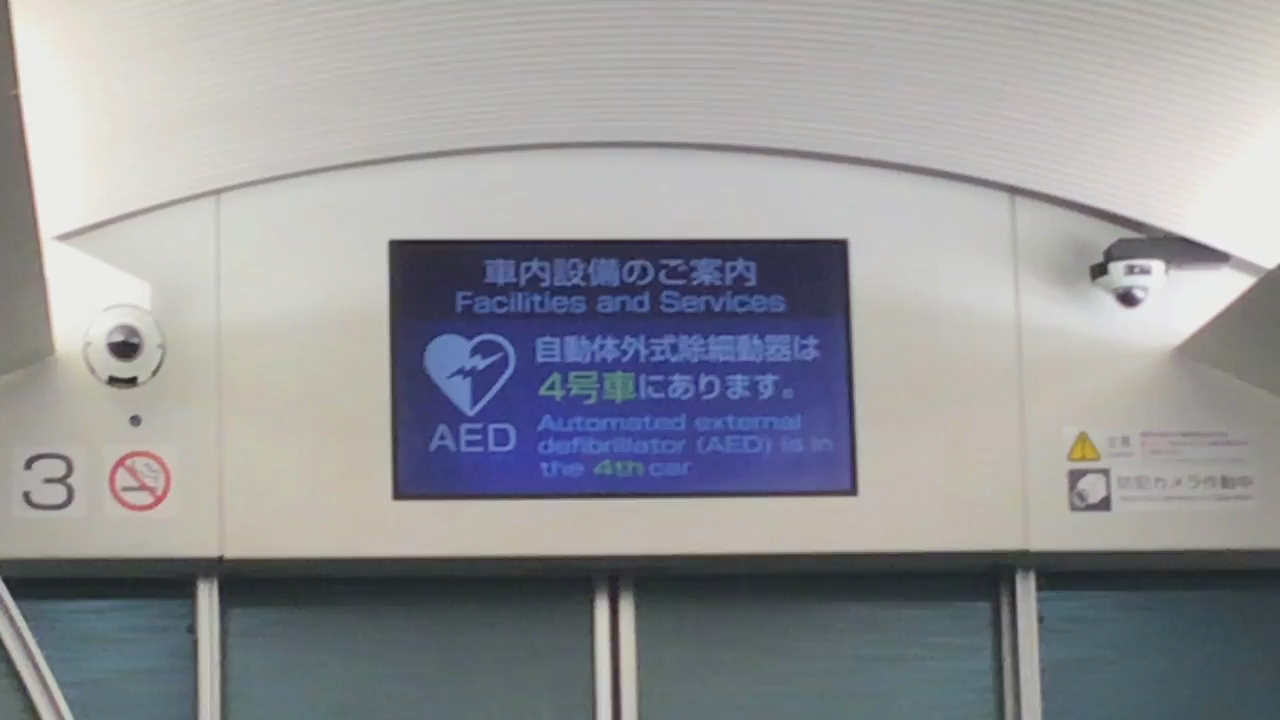 車内設備のご案内
Facilities and Services
自動体外式除細動器は
4号車にあります。
AED
Automated external
defibrillator (AED) is in
the 4th car
3
注意
防犯カメラ作動中